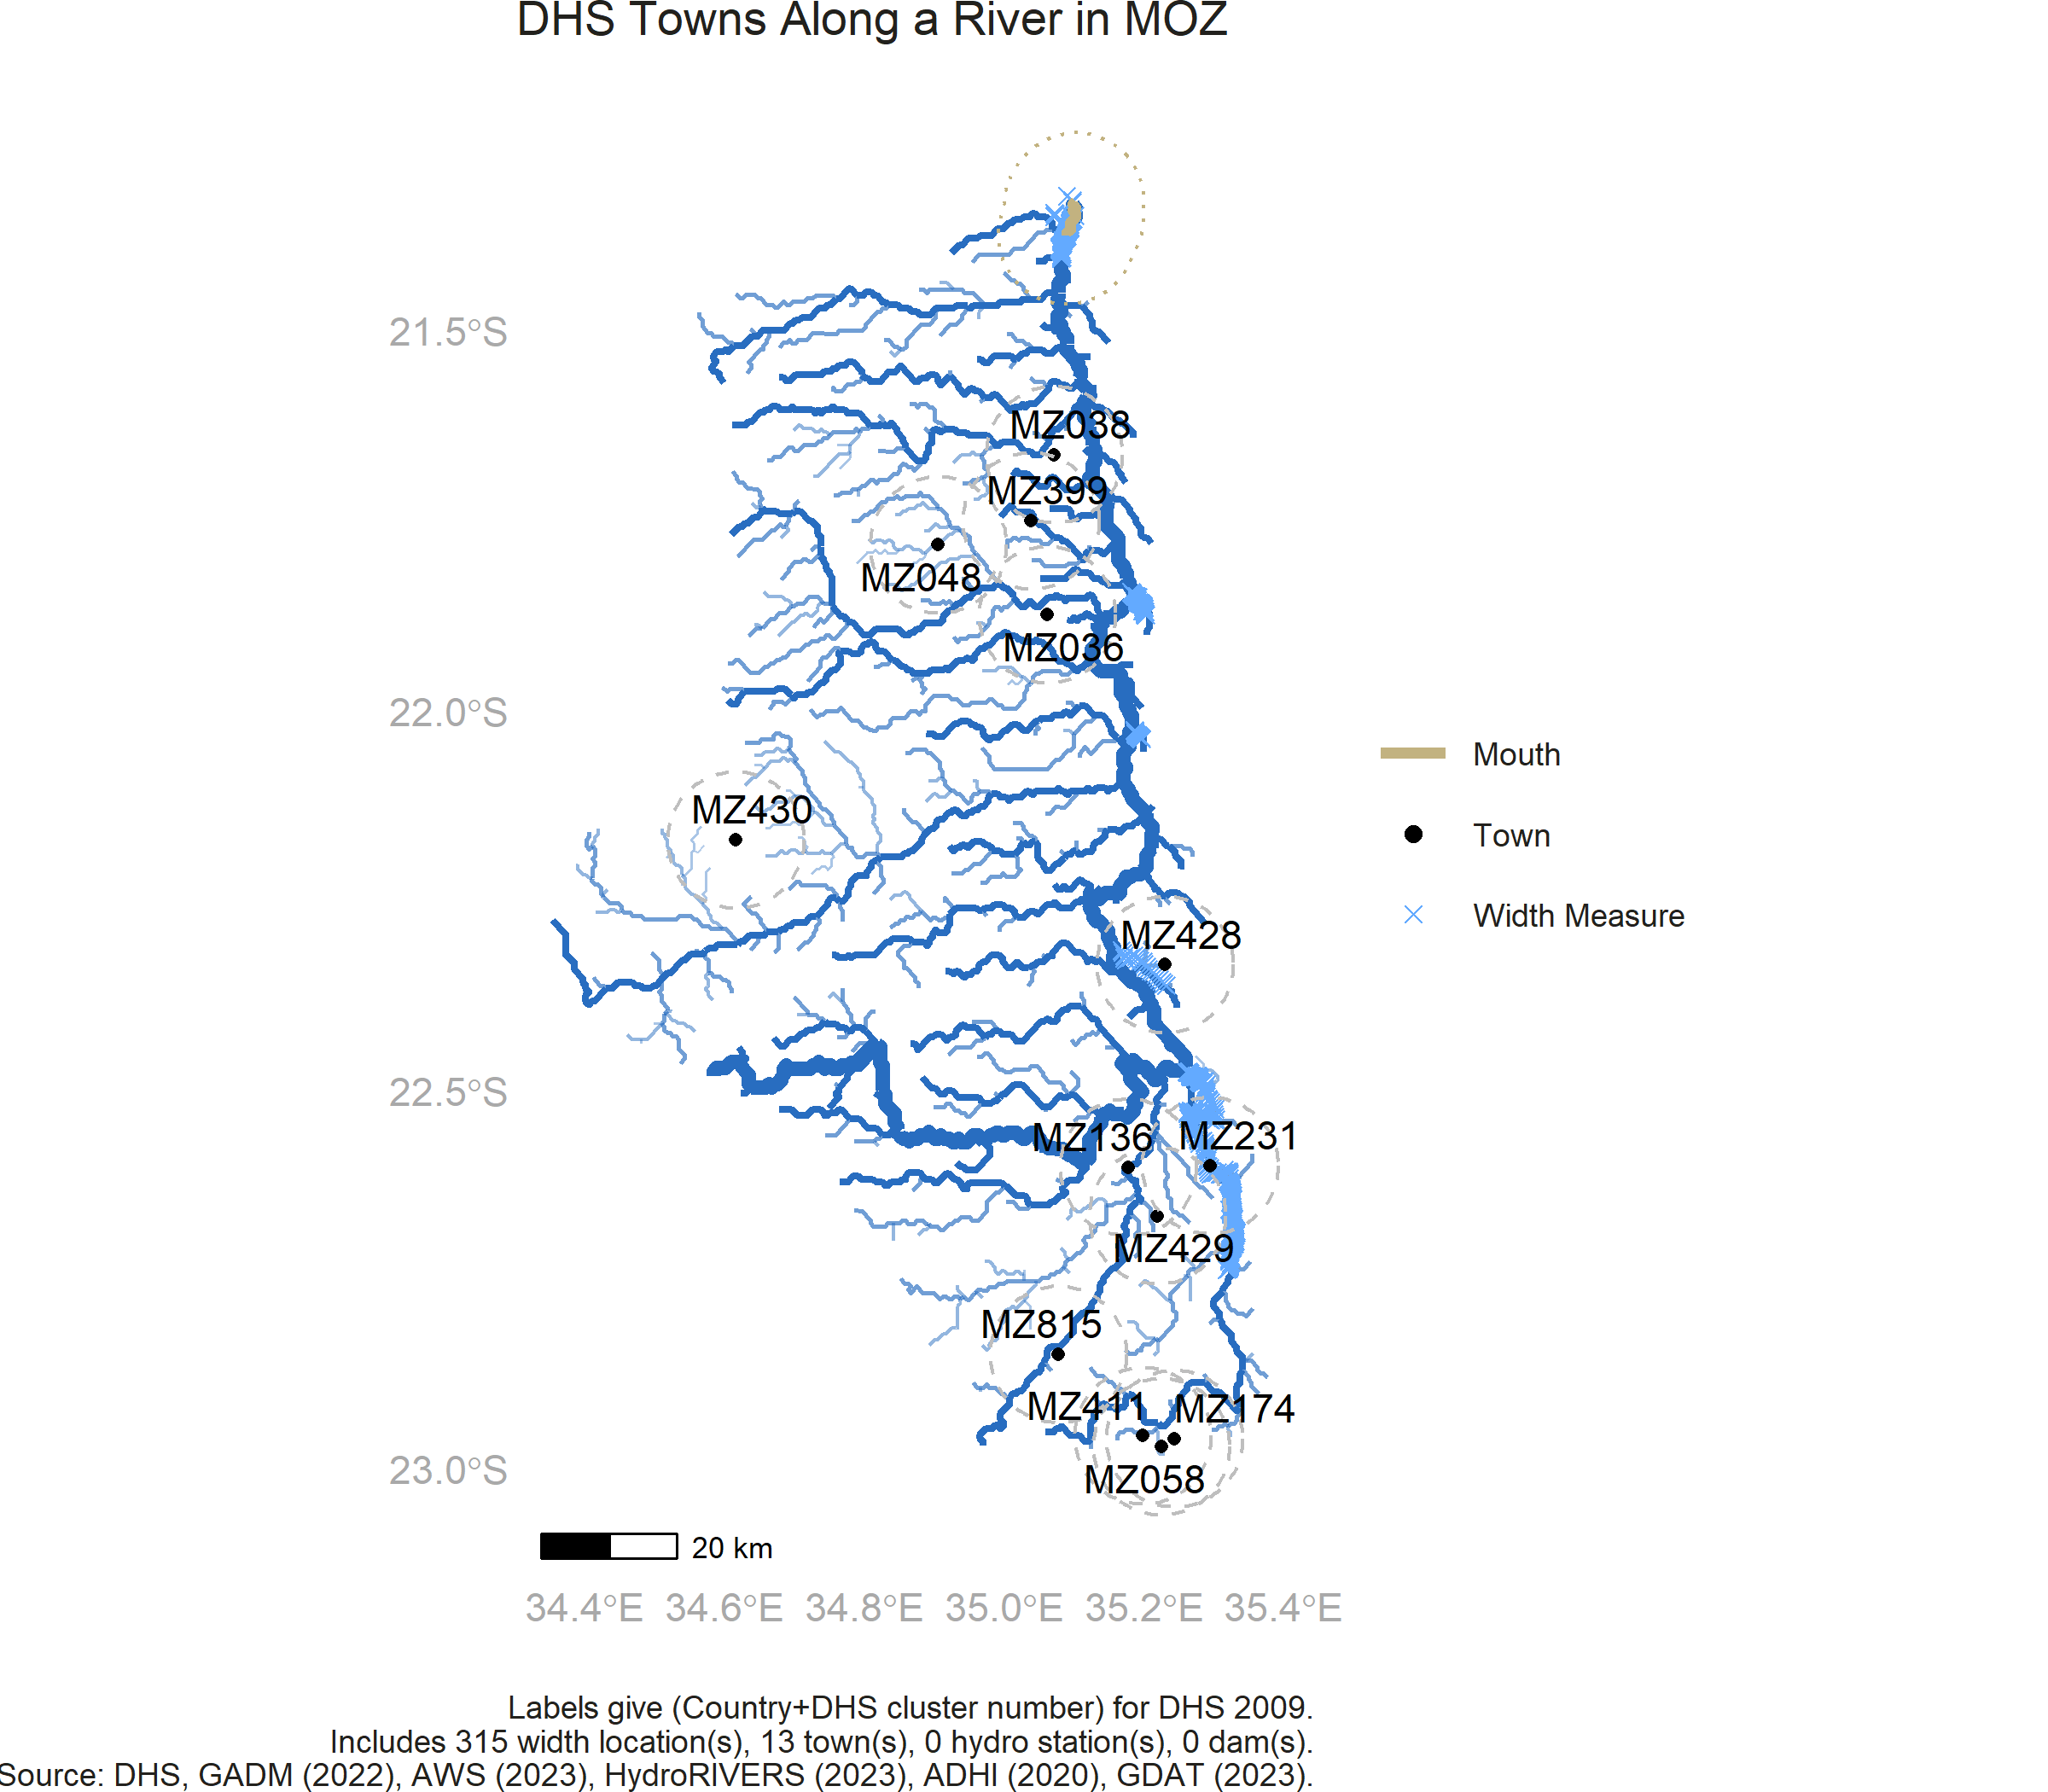 DHS Towns Along a River in MOZ
21.5°S
22.0°S
22.5°S
23.0°S
MZ038
MZ399
MZ048
MZ036
MZ430
MZ428
MZ136
MZ231
MZ429
MZ815
MZ411
MZ174
MZ058
Mouth
Town
Width Measure
20 km
34.4°E 34.6°E 34.8°E 35.0°E 35.2°E 35.4°E
Labels give (Country+DHS cluster number) for DHS 2009.
Includes 315 width location(s), 13 town(s), 0 hydro station(s), 0 dam(s).
Source: DHS, GADM (2022), AWS (2023), HydroRIVERS (2023), ADHI (2020), GDAT (2023).